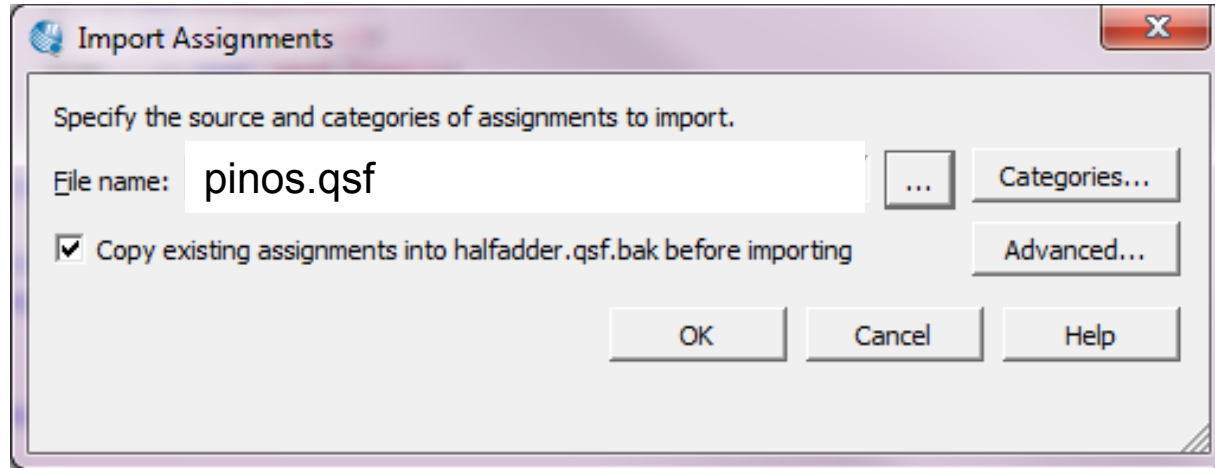 Import Assignments
Specify the source and categories of assignments to import.
File name: pinos.qsf ... Categories...
Copy existing assignments into halfadder.qsf.bak before importing Advanced...
OK Cancel Help